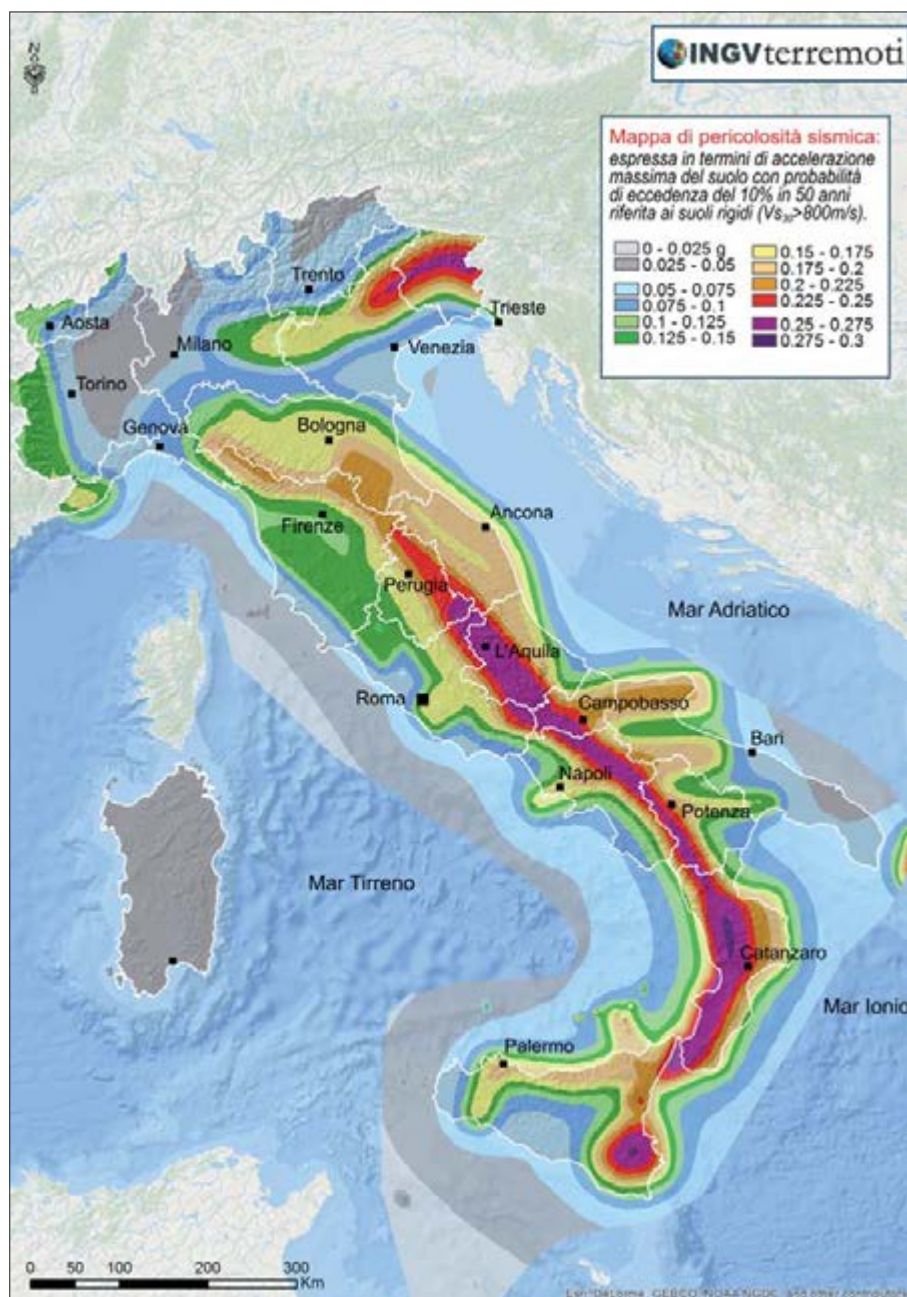 INGVterremoti
Mappa di pericolosità sismica:
espressa in termini di accelerazione
massima del suolo con probabilità
di eccedenza del 10% in 50 anni
riferita ai suoli rigidi (Vs₃₀>800m/s).
0 - 0.025 g
0.025 - 0.05
0.05 - 0.075
0.075 - 0.1
0.1 - 0.125
0.125 - 0.15
0.15 - 0.175
0.175 - 0.2
0.2 - 0.225
0.225 - 0.25
0.25 - 0.275
0.275 - 0.3
Trento
Trieste
Aosta
Milano
Venezia
Torino
Genova
Bologna
Firenze
Ancona
Perugia
Mar Adriatico
L'Aquila
Roma
Campobasso
Bari
Napoli
Potenza
Mar Tirreno
Catanzaro
Mar Ionio
Palermo
0 50 100 200 300
Km